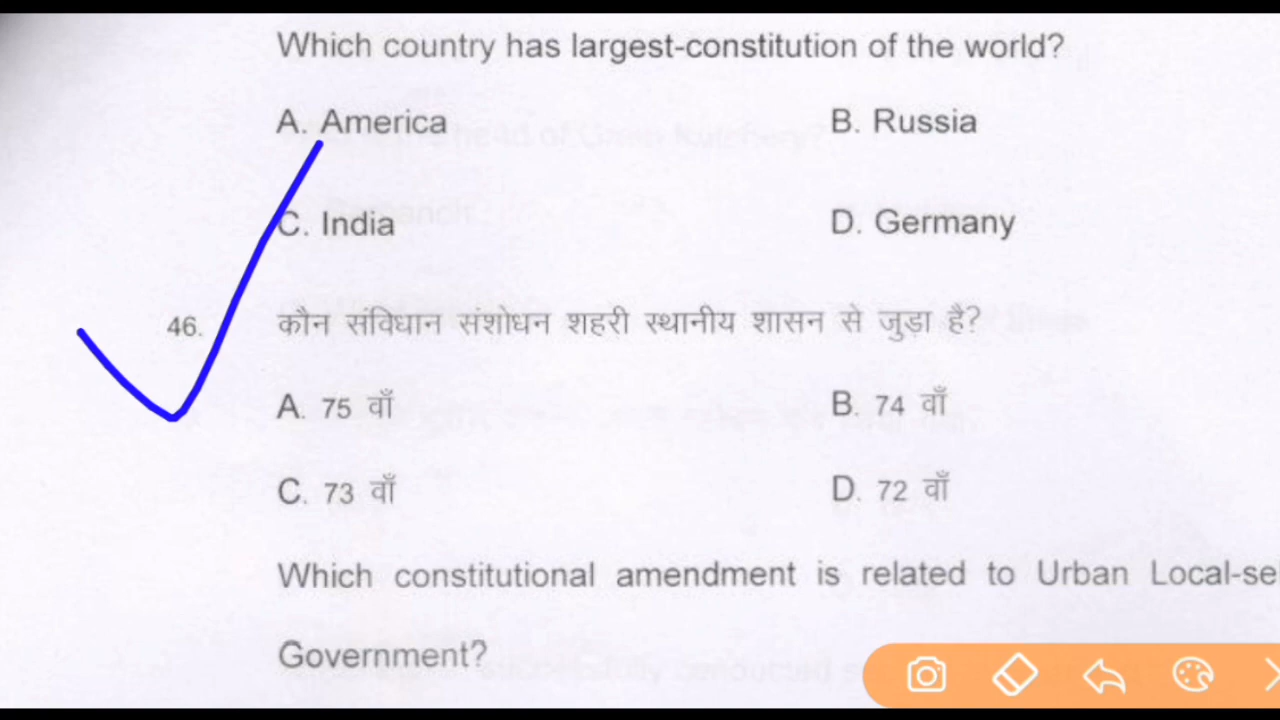 Which country has largest-constitution of the world?
A. America B. Russia
C. India D. Germany
46. कौन संविधान संशोधन शहरी स्थानीय शासन से जुड़ा है?
A. 75 वाँ B. 74 वाँ
C. 73 वाँ D. 72 वाँ
Which constitutional amendment is related to Urban Local-sel
Government?